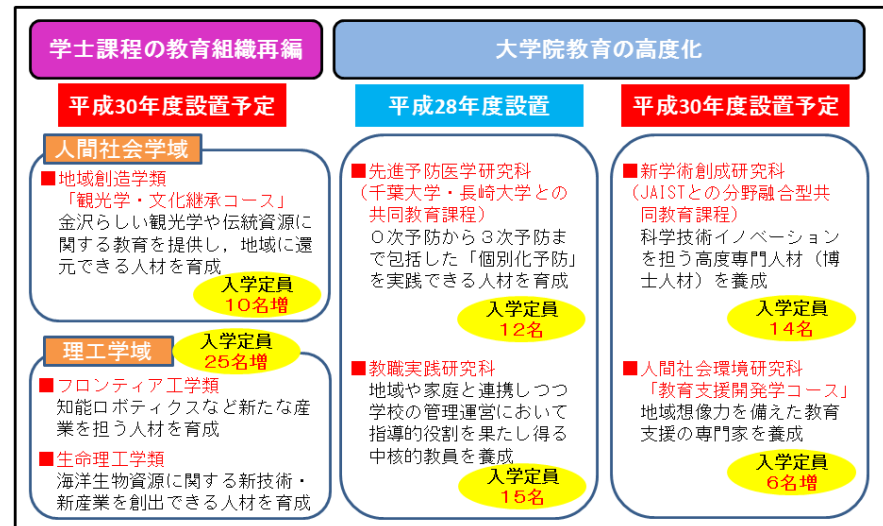 学士課程の教育組織再編
大学院教育の高度化
平成30年度設置予定
平成28年度設置
平成30年度設置予定
人間社会学域
■地域創造学類
「観光学・文化継承コース」
金沢らしい観光学や伝統資源に
関する教育を提供し，地域に還
元できる人材を育成
入学定員
10名増
理工学域
入学定員
25名増
■フロンティア工学類
知能ロボティクスなど新たな産
業を担う人材を育成
■生命理工学類
海洋生物資源に関する新技術・
新産業を創出できる人材を育成
■先進予防医学研究科
（千葉大学・長崎大学との
共同教育課程）
０次予防から３次予防ま
で包括した「個別化予防」
を実践できる人材を育成
入学定員
12名
■教職実践研究科
地域や家庭と連携しつつ
学校の管理運営において
指導的役割を果たし得る
中核的教員を養成
入学定員
15名
■新学術創成研究科
（JAISTとの分野融合型共
同教育課程）
科学技術イノベーション
を担う高度専門人材（博
士人材）を養成
入学定員
14名
■人間社会環境研究科
「教育支援開発学コース」
地域想像力を備えた教育
支援の専門家を養成
入学定員
6名増